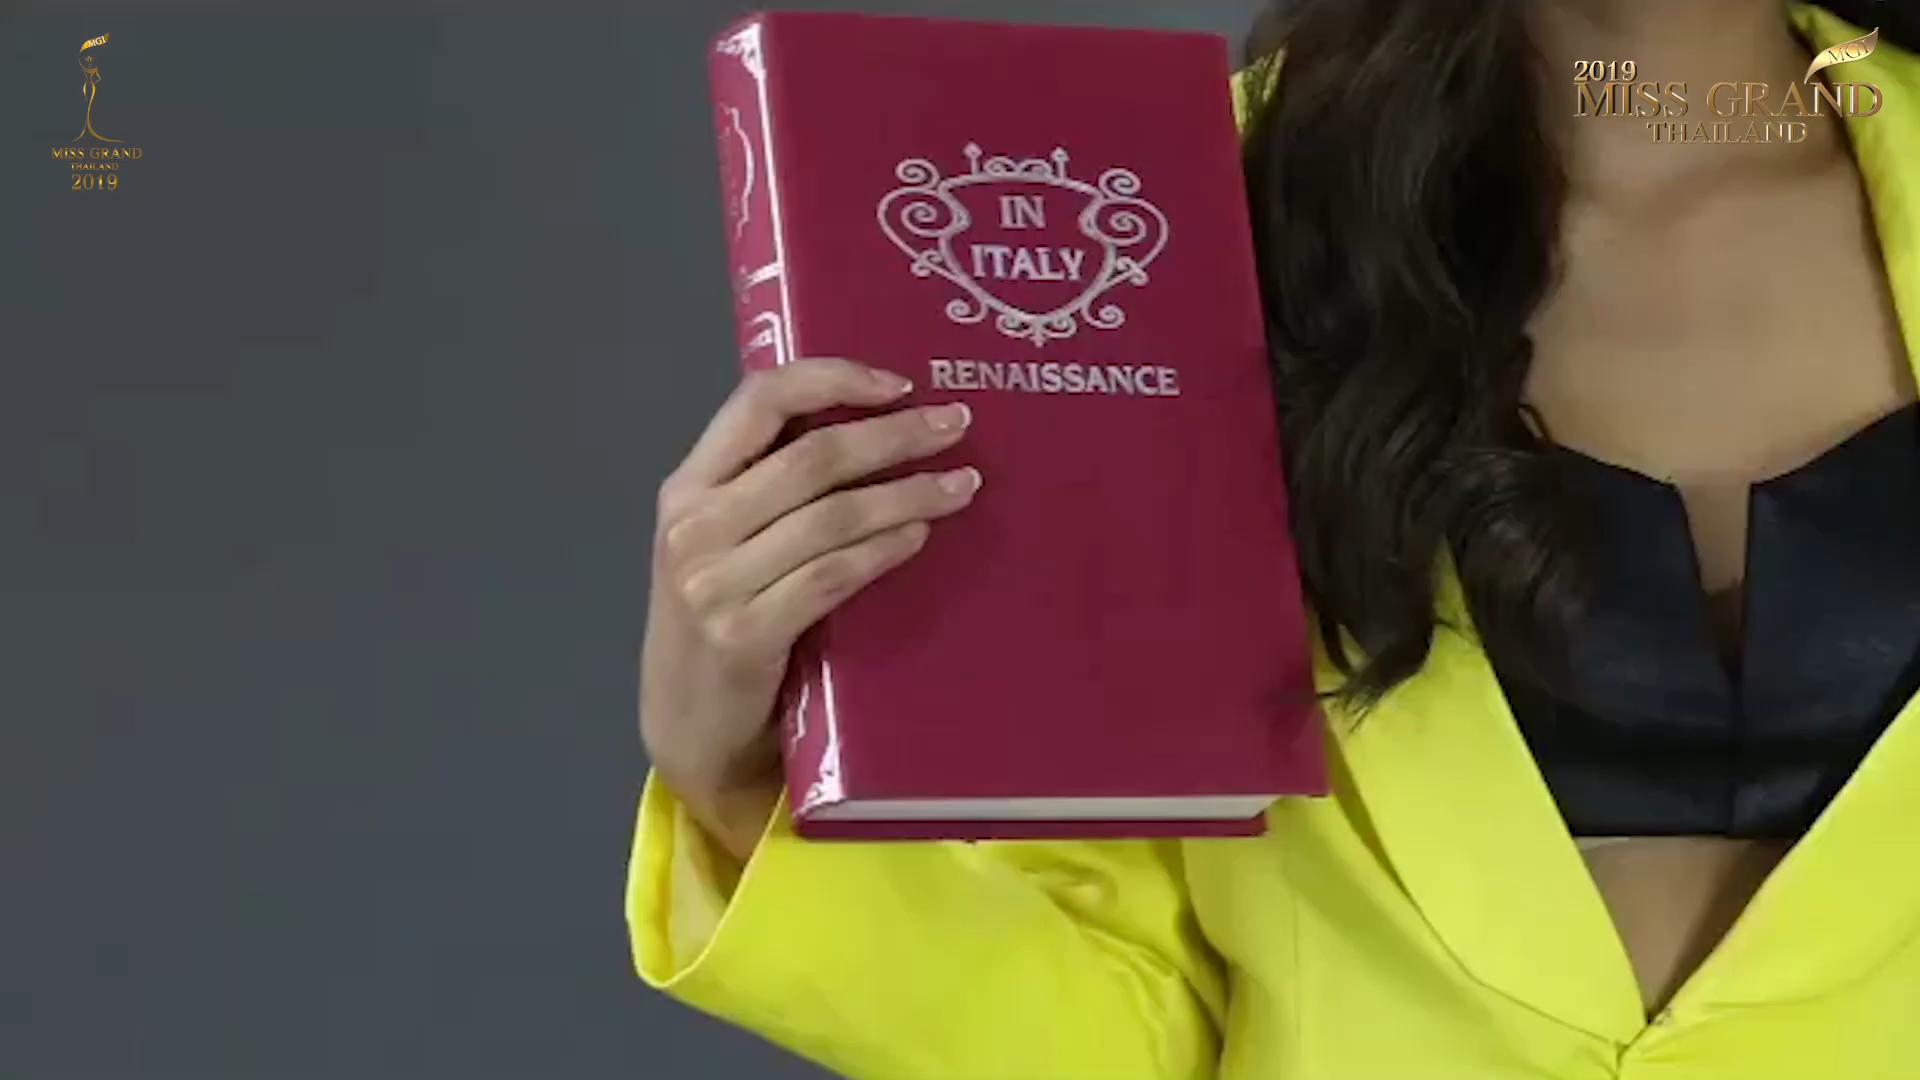 MGI
MISS GRAND
THAILAND
2019
2019
MGI
MISS GRAND
THAILAND
IN
ITALY
RENAISSANCE